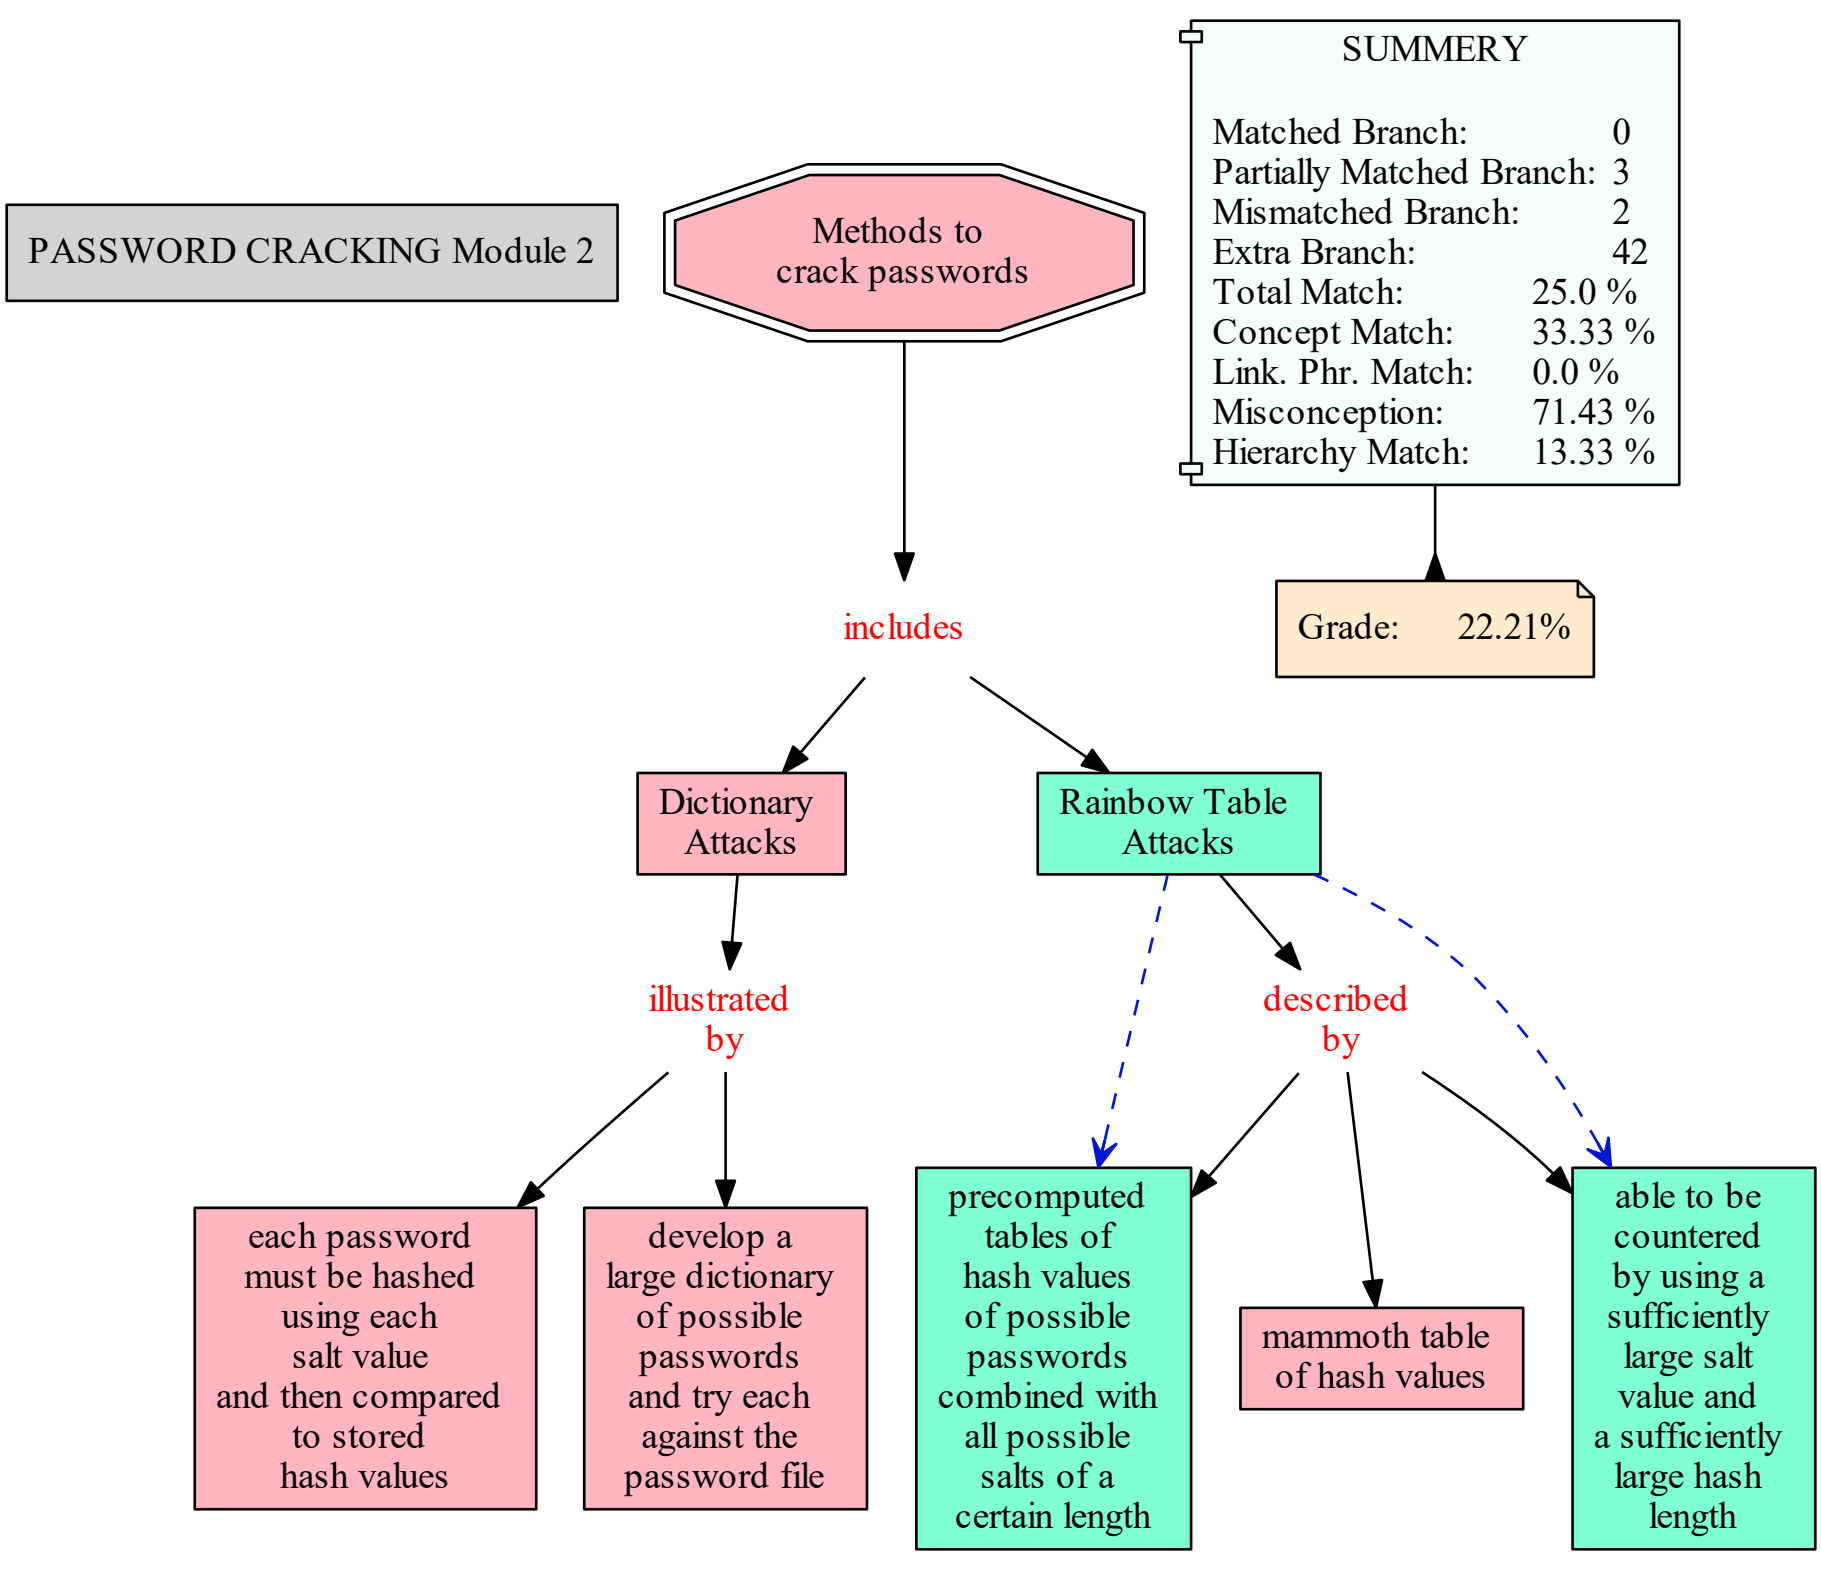 PASSWORD CRACKING Module 2
Methods to
crack passwords
SUMMERY
Matched Branch: 0
Partially Matched Branch: 3
Mismatched Branch: 2
Extra Branch: 42
Total Match: 25.0 %
Concept Match: 33.33 %
Link. Phr. Match: 0.0 %
Misconception: 71.43 %
Hierarchy Match: 13.33 %
Grade: 22.21%
includes
Dictionary
Attacks
Rainbow Table
Attacks
illustrated
by
described
by
each password
must be hashed
using each
salt value
and then compared
to stored
hash values
develop a
large dictionary
of possible
passwords
and try each
against the
password file
precomputed
tables of
hash values
of possible
passwords
combined with
all possible
salts of a
certain length
mammoth table
of hash values
able to be
countered
by using a
sufficiently
large salt
value and
a sufficiently
large hash
length